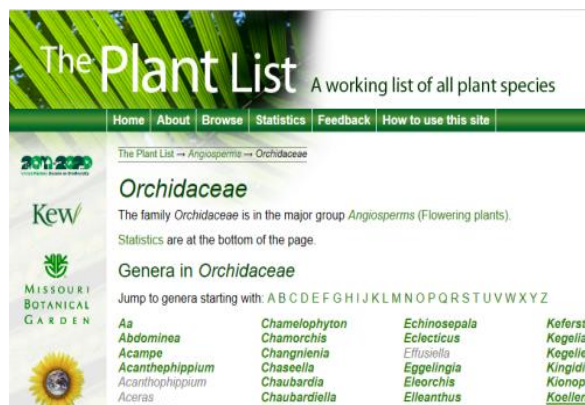 The Plant List A working list of all plant species
Home About Browse Statistics Feedback How to use this site
The Plant List → Angiosperms → Orchidaceae
2011-2020
Orchidaceae
Kew
The family Orchidaceae is in the major group Angiosperms (Flowering plants).
Statistics are at the bottom of the page.
MISSOURI
BOTANICAL
GARDEN
Genera in Orchidaceae
Jump to genera starting with: A B C D E F G H I J K L M N O P Q R S T U V W X Y Z
Aa Chamelophyton Echinosepala Keferst
Abdominea Chamorchis Eclecticus Kegelia
Acampe Changnienia Effusiella Kegelie
Acanthephippium Chaseella Eggelingia Kingidi
Acanthophippium Chaubardia Eleorchis Kionop
Aceras Chaubardiella Elleanthus Koeller